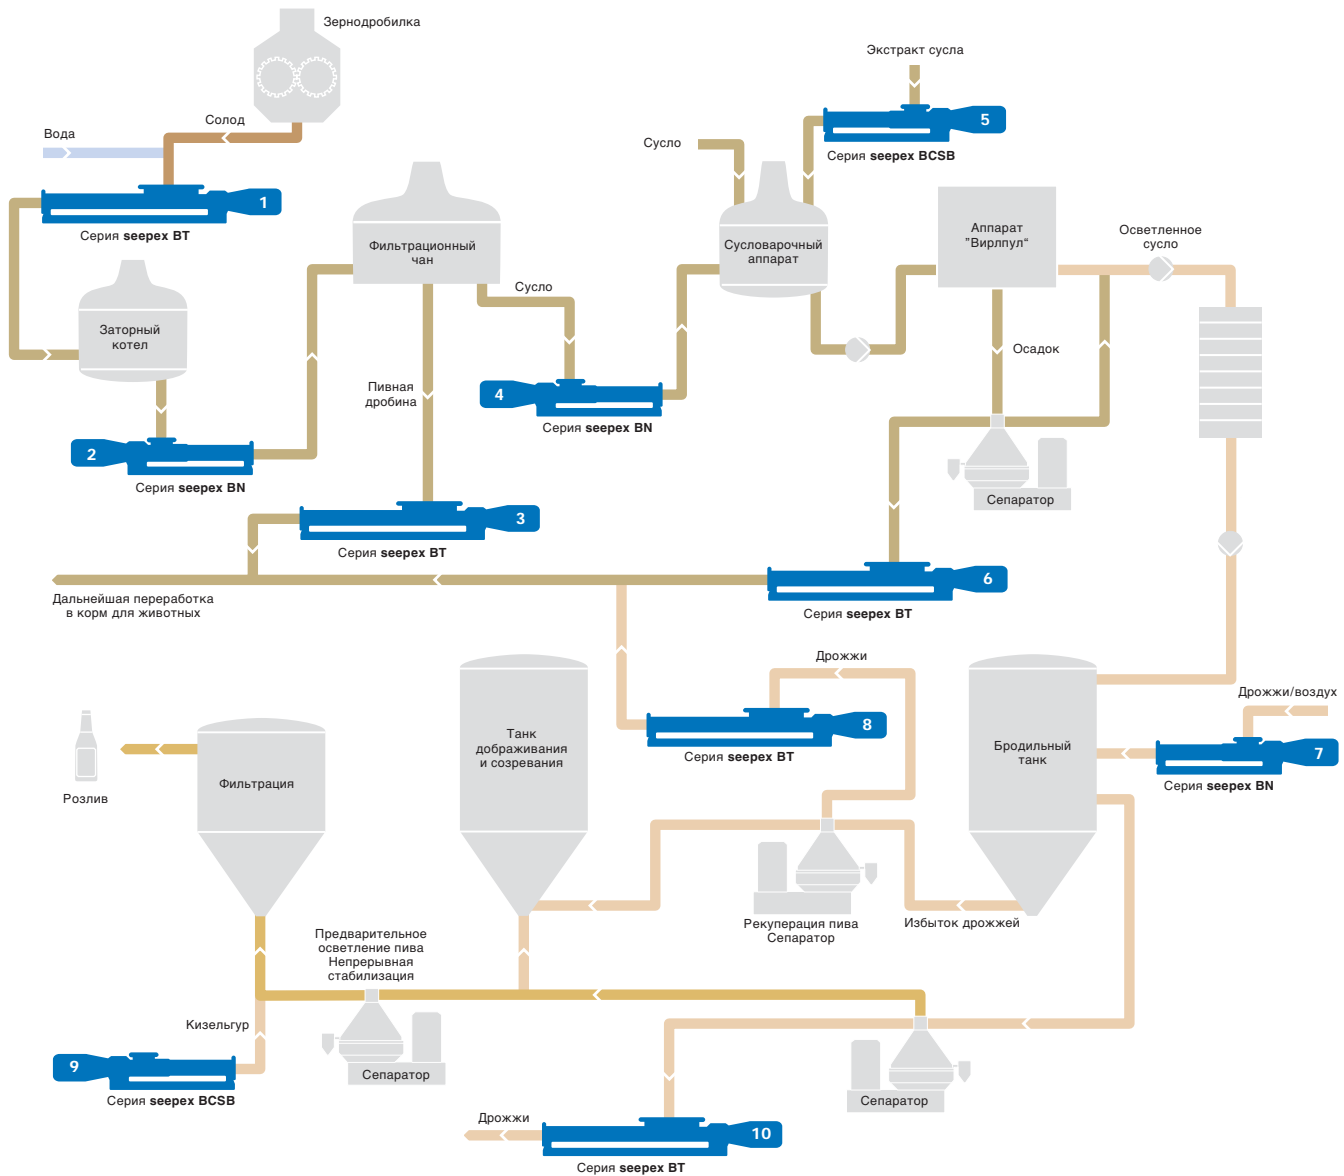 Зернодробилка
Солод
Вода
1
Серия seepex BT
Заторный
котел
2
Серия seepex BN
Фильтрационный
чан
Сусло
Пивная
дробина
4
Серия seepex BN
3
Серия seepex BT
Экстракт сусла
5
Серия seepex BCSB
Сусло
Сусловарочный
аппарат
Аппарат
"Вирлпул“
Осветленное
сусло
Осадок
Сепаратор
6
Серия seepex BT
Дальнейшая переработка
в корм для животных
Дрожжи
8
Серия seepex BT
Дрожжи/воздух
7
Серия seepex BN
Бродильный
танк
Танк
дображивания
и созревания
Фильтрация
Розлив
Рекуперация пива
Сепаратор
Избыток дрожжей
Предварительное
осветление пива
Непрерывная
стабилизация
Кизельгур
9
Серия seepex BCSB
Сепаратор
Сепаратор
Дрожжи
10
Серия seepex BT